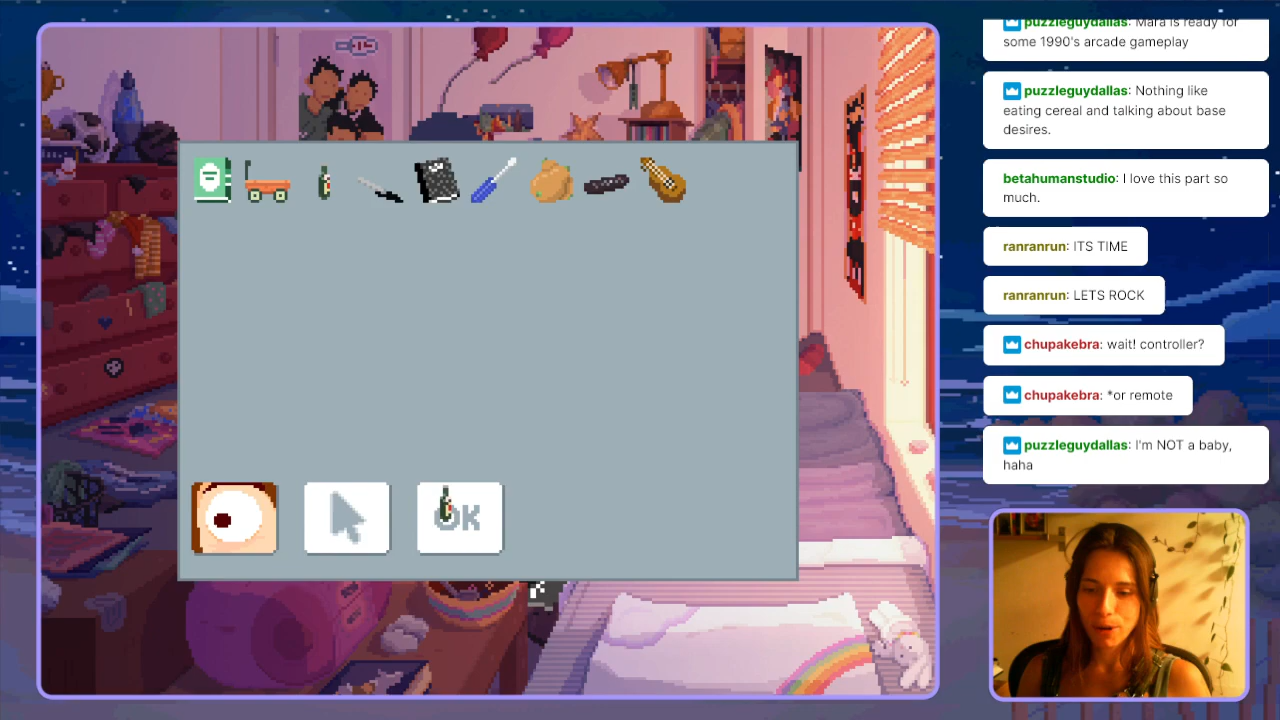 OK
puzzleguydallas: Mara is ready for
some 1990's arcade gameplay
puzzleguydallas: Nothing like
eating cereal and talking about base
desires.
betahumanstudio: I love this part so
much.
ranranrun: ITS TIME
ranranrun: LETS ROCK
chupakebra: wait! controller?
chupakebra: *or remote
puzzleguydallas: I'm NOT a baby,
haha